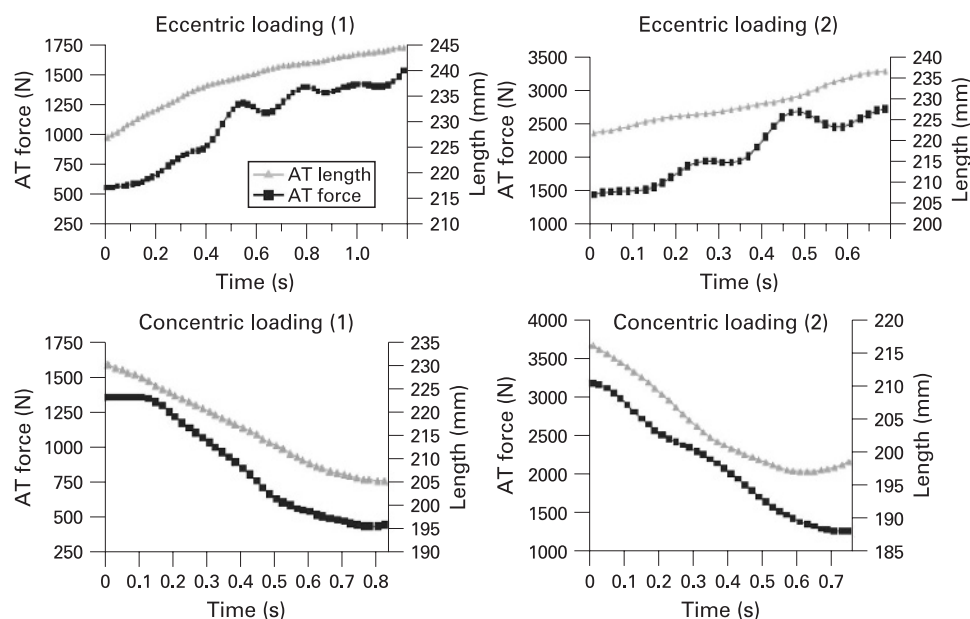 Eccentric loading (1)
1750
1500
1250
1000
750
500
250
AT force (N)
245
240
235
230
225
220
215
210
Length (mm)
AT length
AT force
0 0.2 0.4 0.6 0.8 1.0
Time (s)
Eccentric loading (2)
3500
3000
2500
2000
1500
1000
AT force (N)
240
235
230
225
220
215
210
205
200
Length (mm)
0 0.1 0.2 0.3 0.4 0.5 0.6
Time (s)
Concentric loading (1)
1750
1500
1250
1000
750
500
250
AT force (N)
235
230
225
220
215
210
205
200
195
190
Length (mm)
0 0.1 0.2 0.3 0.4 0.5 0.6 0.7 0.8
Time (s)
Concentric loading (2)
4000
3500
3000
2500
2000
1500
1000
AT force (N)
220
215
210
205
200
195
190
185
Length (mm)
0 0.1 0.2 0.3 0.4 0.5 0.6 0.7
Time (s)